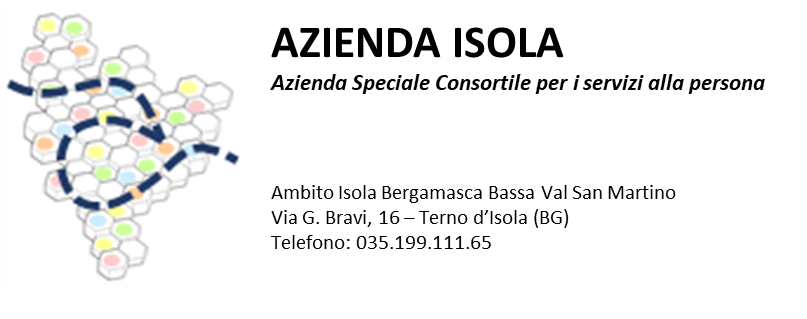 AZIENDA ISOLA
Azienda Speciale Consortile per i servizi alla persona
Ambito Isola Bergamasca Bassa Val San Martino
Via G. Bravi, 16 – Terno d’Isola (BG)
Telefono: 035.199.111.65